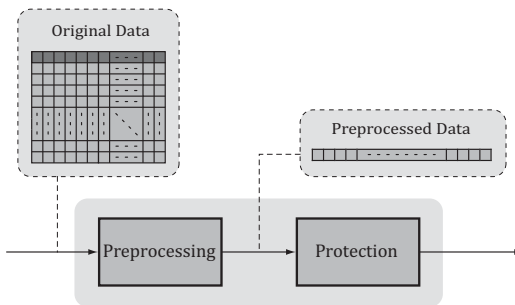 Original Data
Preprocessed Data
Preprocessing
Protection